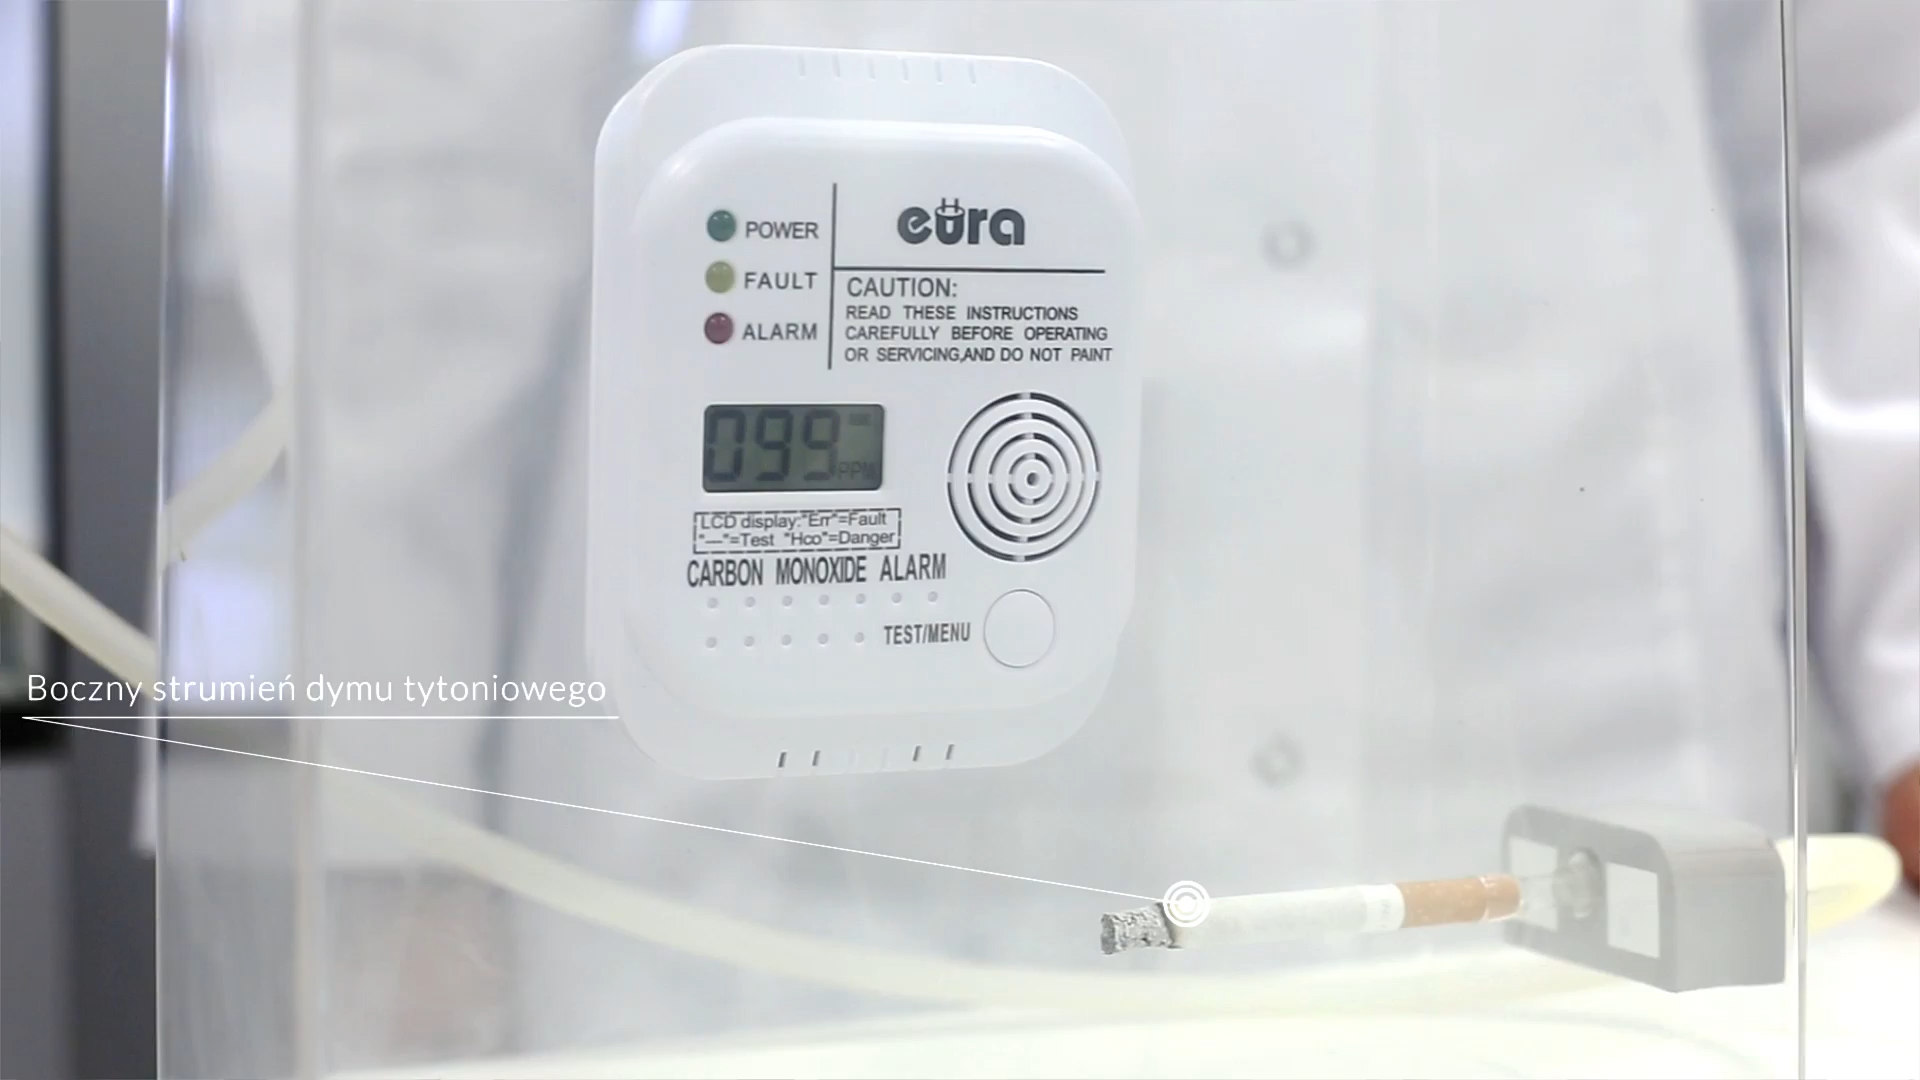 eura
POWER
FAULT
ALARM
CAUTION:
READ THESE INSTRUCTIONS
CAREFULLY BEFORE OPERATING
OR SERVICING,AND DO NOT PAINT
099
PPM
LCD display:"Err"=Fault
"---"=Test "Hco"=Danger
CARBON MONOXIDE ALARM
TEST/MENU
Boczny strumień dymu tytoniowego